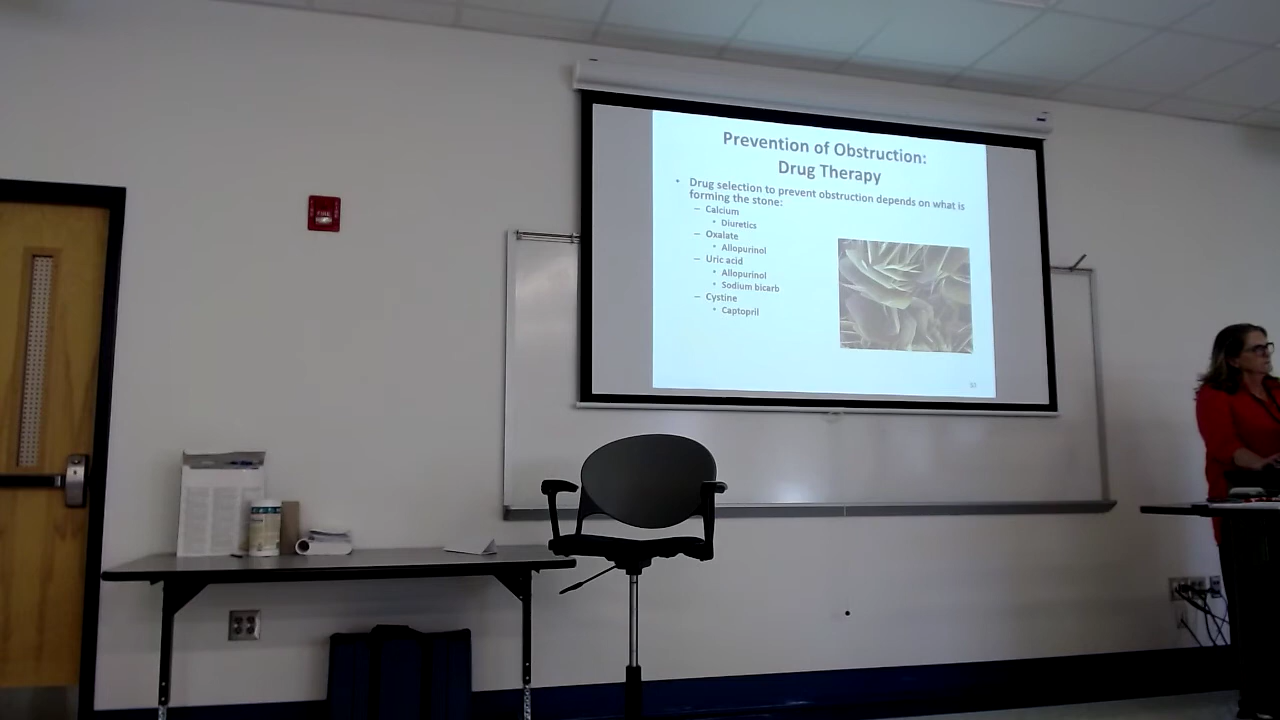 Prevention of Obstruction:
Drug Therapy
• Drug selection to prevent obstruction depends on what is
forming the stone:
– Calcium
• Diuretics
– Oxalate
• Allopurinol
– Uric acid
• Allopurinol
• Sodium bicarb
– Cystine
• Captopril
FIRE